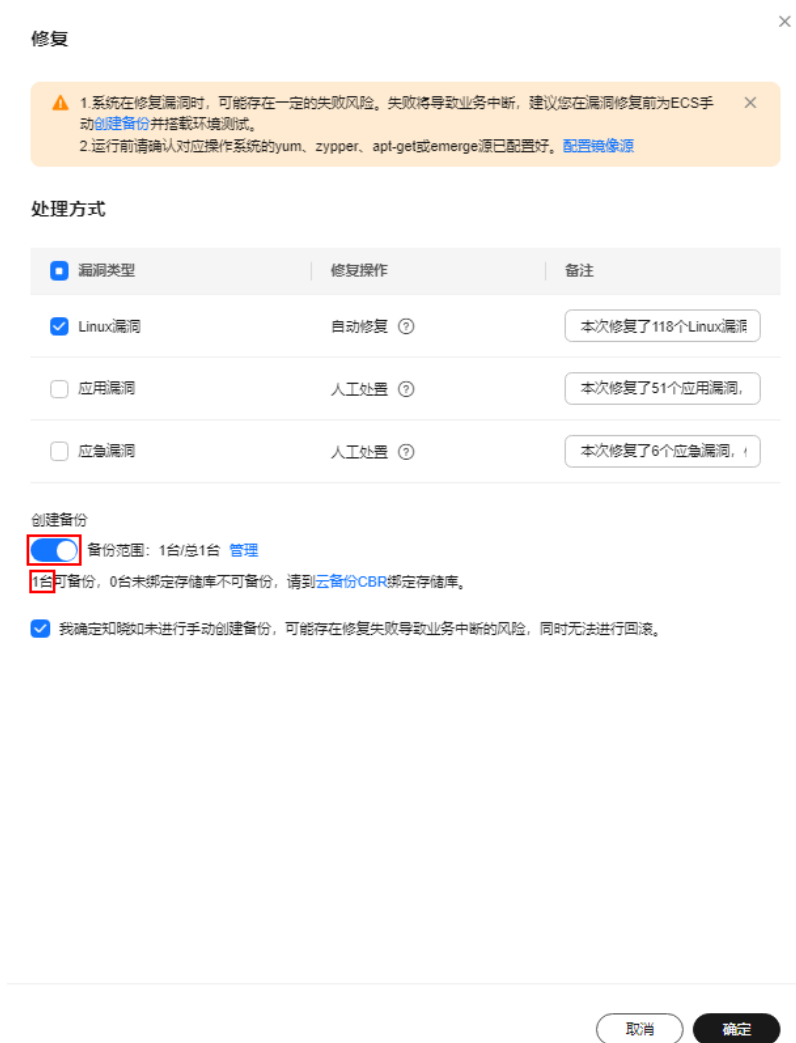 修复
1.系统在修复漏洞时，可能存在一定的失败风险。失败将导致业务中断，建议您在漏洞修复前为ECS手
动创建备份并搭载环境测试。
2.运行前请确认对应操作系统的yum、zypper、apt-get或emerge源已配置好。配置镜像源
处理方式
漏洞类型 修复操作 备注
Linux漏洞 自动修复 本次修复了118个Linux漏洞
应用漏洞 人工处置 本次修复了51个应用漏洞，
应急漏洞 人工处置 本次修复了6个应急漏洞，
创建备份
备份范围：1台/总1台 管理
1台可备份，0台未绑定存储库不可备份，请到云备份CBR绑定存储库。
我确定知晓如未进行手动创建备份，可能存在修复失败导致业务中断的风险，同时无法进行回滚。
取消 确定